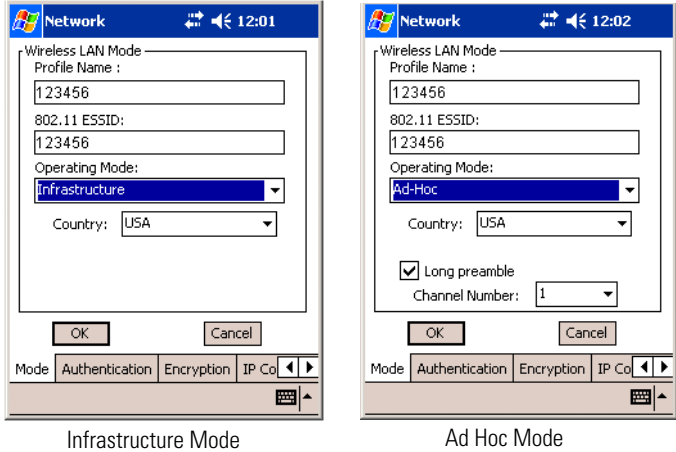 Network 12:01
Wireless LAN Mode
Profile Name :
123456
802.11 ESSID:
123456
Operating Mode:
Infrastructure
Country: USA
OK Cancel
Mode Authentication Encryption IP Co
Infrastructure Mode
Network 12:02
Wireless LAN Mode
Profile Name :
123456
802.11 ESSID:
123456
Operating Mode:
Ad-Hoc
Country: USA
Long preamble
Channel Number: 1
OK Cancel
Mode Authentication Encryption IP Co
Ad Hoc Mode